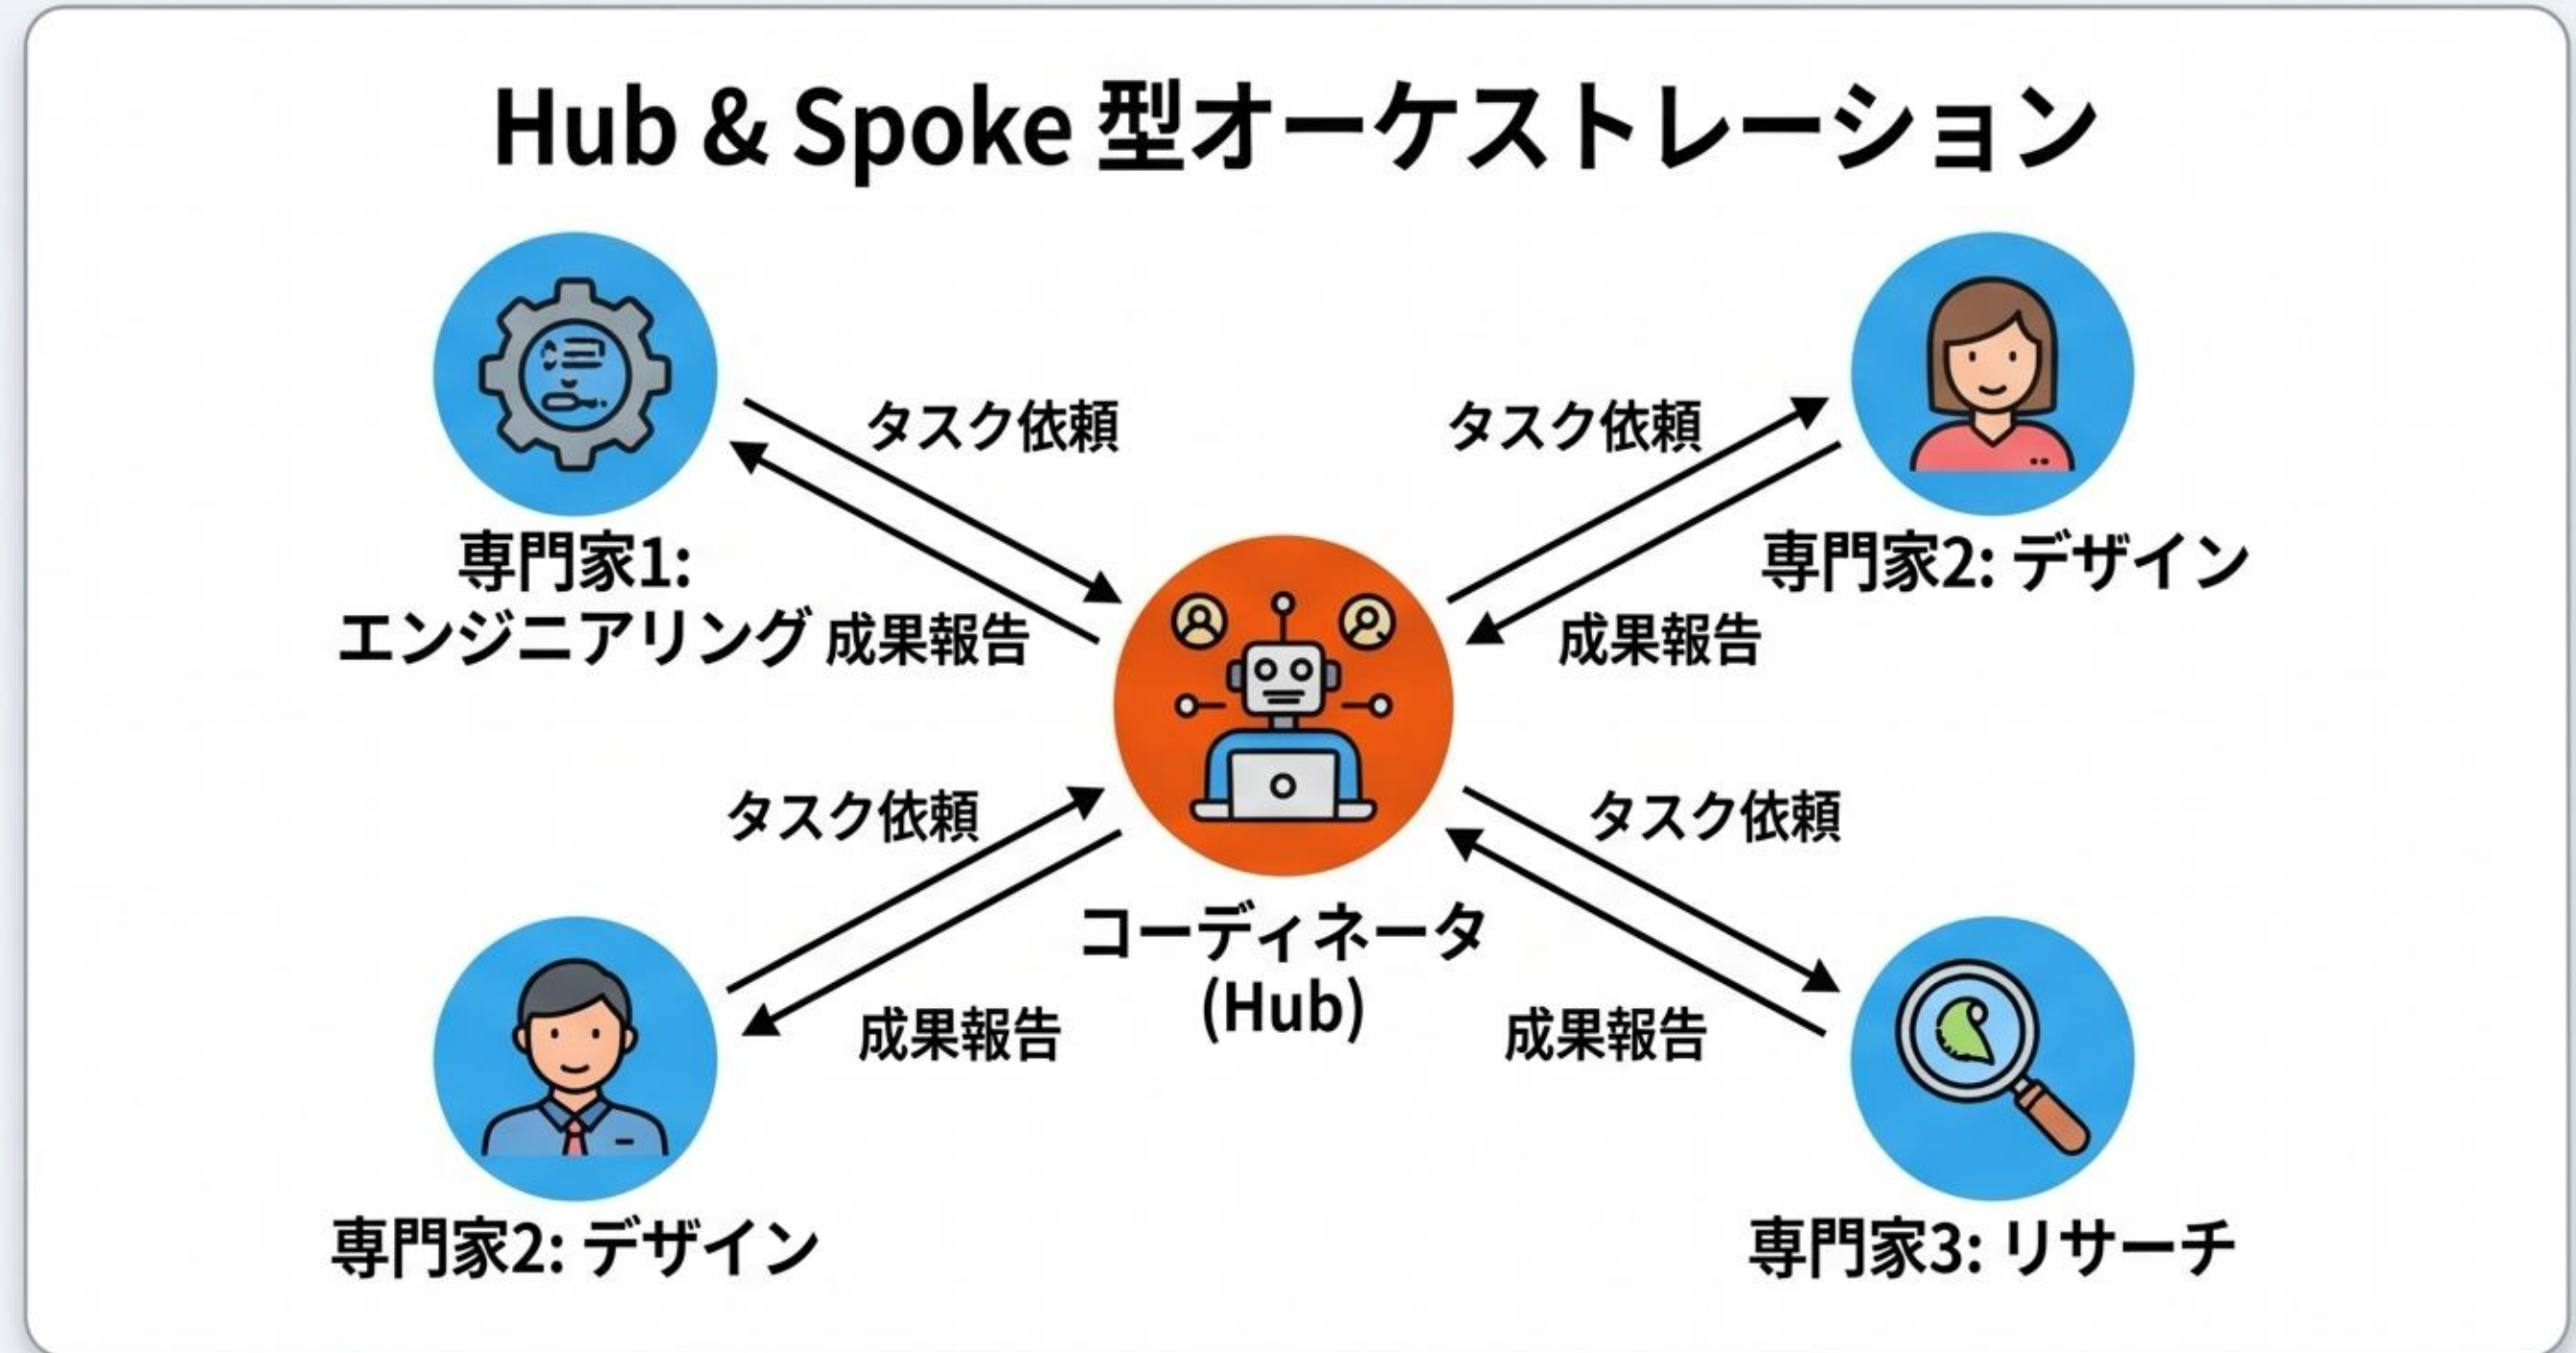 Hub & Spoke 型オーケストレーション
タスク依頼
タスク依頼
専門家1:
エンジニアリング
成果報告
専門家2: デザイン
成果報告
タスク依頼
タスク依頼
コーディネータ
(Hub)
成果報告
成果報告
専門家2: デザイン
専門家3: リサーチ